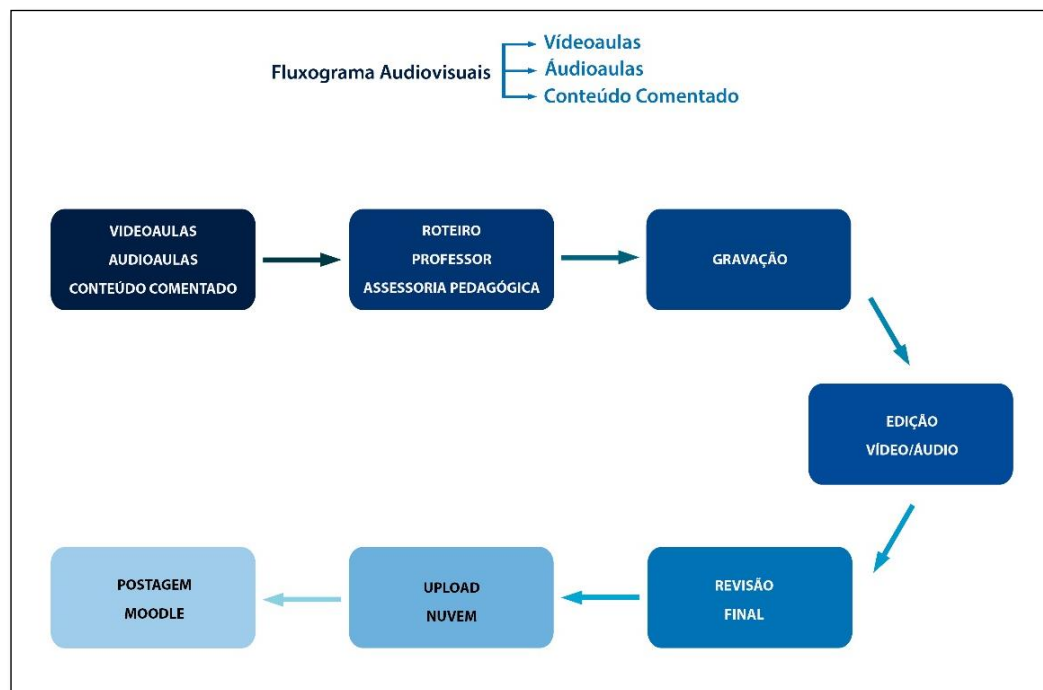 Fluxograma Audiovisuais
Vídeoaulas
Áudioaulas
Conteúdo Comentado
VIDEOAULAS
AUDIOAULAS
CONTEÚDO COMENTADO
ROTEIRO
PROFESSOR
ASSESSORIA PEDAGÓGICA
GRAVAÇÃO
EDIÇÃO
VÍDEO/ÁUDIO
REVISÃO
FINAL
UPLOAD
NUVEM
POSTAGEM
MOODLE